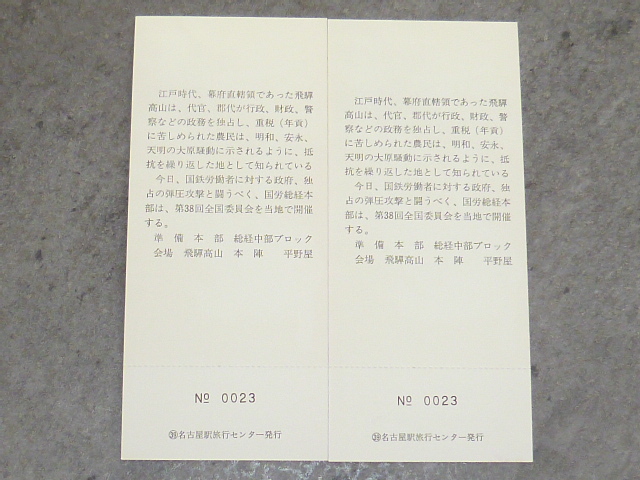 江戸時代、幕府直轄領であった飛騨
高山は、代官、郡代が行政、財政、警
察などの政務を独占し、重税（年貢）
に苦しめられた農民は、明和、安永、
天明の大原騒動に示されるように、抵
抗を繰り返した地として知られている
今日、国鉄労働者に対する政府、独
占の弾圧攻撃と闘うべく、国労総経本
部は、第38回全国委員会を当地で開催
する。
準備本部 総経中部ブロック
会場 飛騨高山 本陣 平野屋
№ 0023
名古屋駅旅行センター発行
江戸時代、幕府直轄領であった飛騨
高山は、代官、郡代が行政、財政、警
察などの政務を独占し、重税（年貢）
に苦しめられた農民は、明和、安永、
天明の大原騒動に示されるように、抵
抗を繰り返した地として知られている
今日、国鉄労働者に対する政府、独
占の弾圧攻撃と闘うべく、国労総経本
部は、第38回全国委員会を当地で開催
する。
準備本部 総経中部ブロック
会場 飛騨高山 本陣 平野屋
№ 0023
名古屋駅旅行センター発行